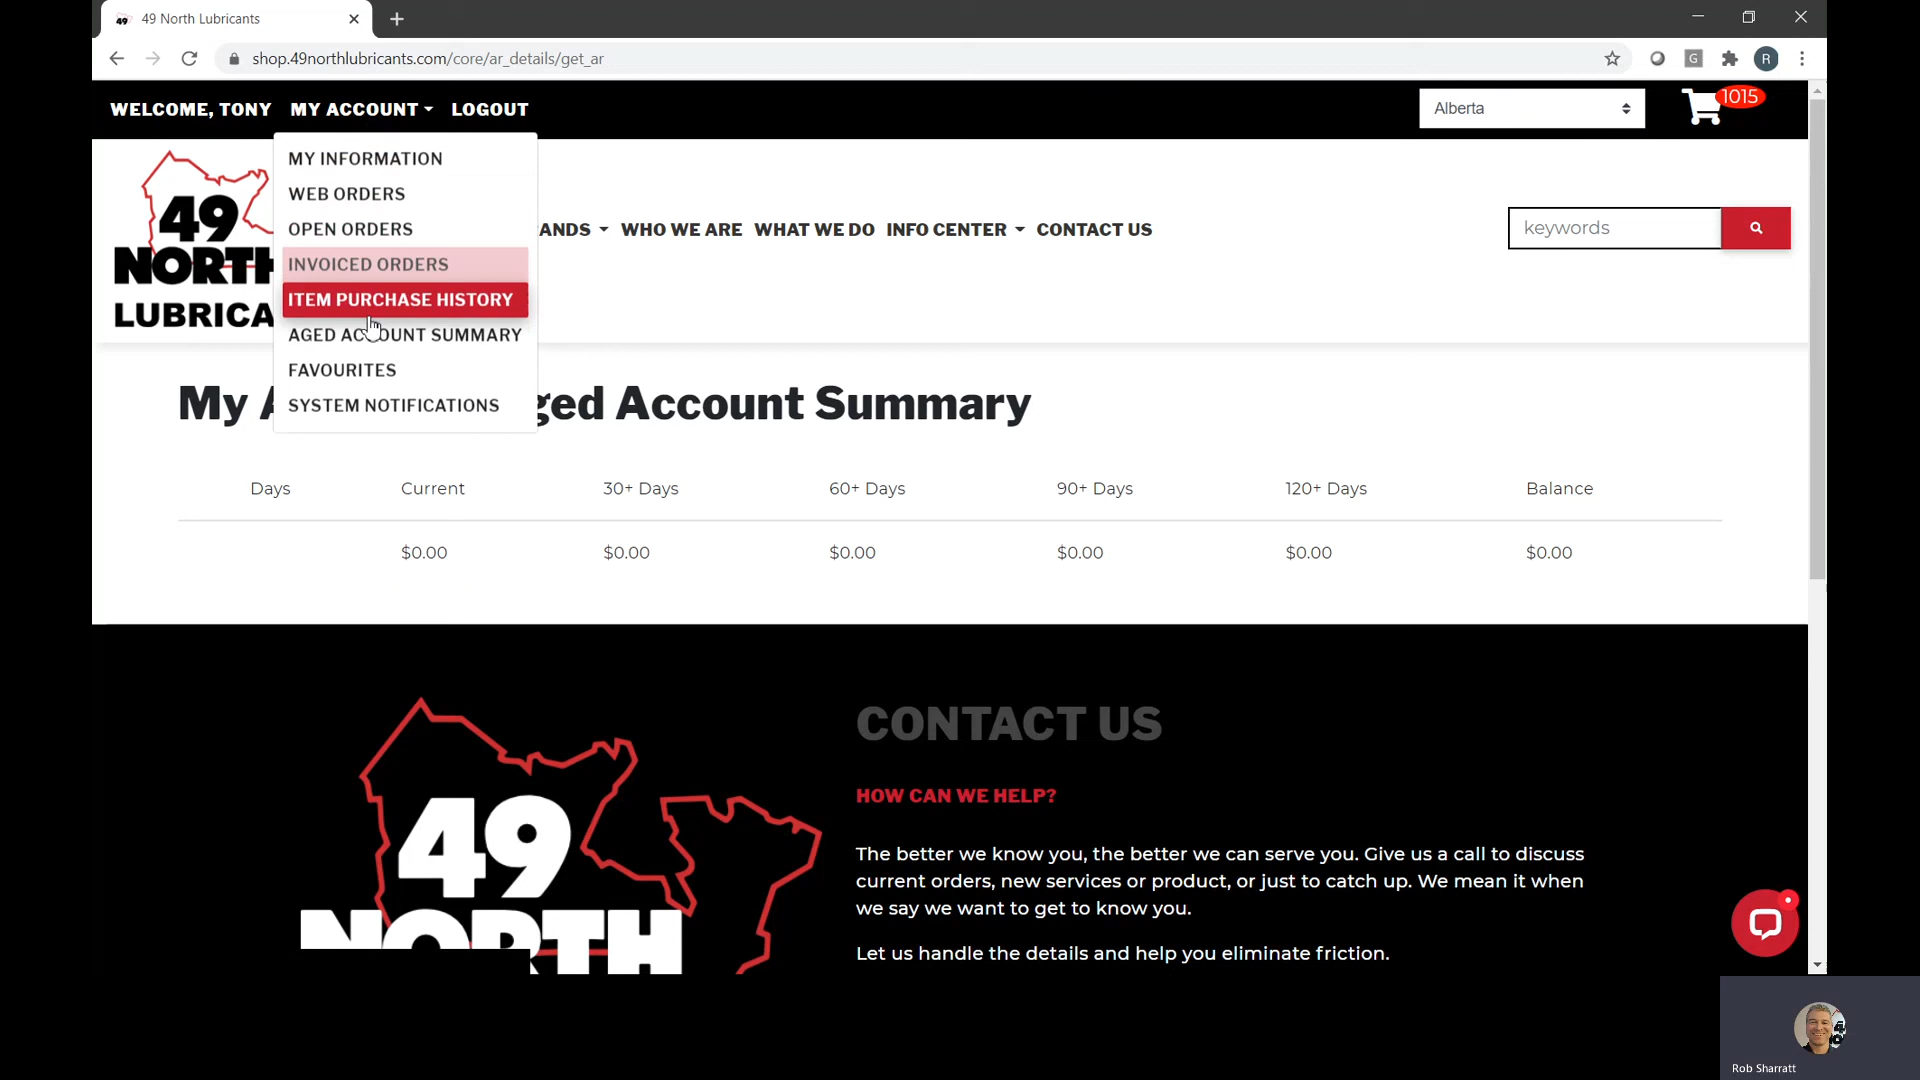 49 North Lubricants
shop.49northlubricants.com/core/ar_details/get_ar
G
R
WELCOME, TONY MY ACCOUNT LOGOUT
Alberta
1015
MY INFORMATION
WEB ORDERS
OPEN ORDERS
INVOICED ORDERS
ITEM PURCHASE HISTORY
AGED ACCOUNT SUMMARY
FAVOURITES
SYSTEM NOTIFICATIONS
49
NORTH
LUBRICA
ANDS WHO WE ARE WHAT WE DO INFO CENTER CONTACT US
keywords
My A ged Account Summary
Days Current 30+ Days 60+ Days 90+ Days 120+ Days Balance
$0.00 $0.00 $0.00 $0.00 $0.00 $0.00
49
NORTH
CONTACT US
HOW CAN WE HELP?
The better we know you, the better we can serve you. Give us a call to discuss
current orders, new services or product, or just to catch up. We mean it when
we say we want to get to know you.
Let us handle the details and help you eliminate friction.
Rob Sharratt